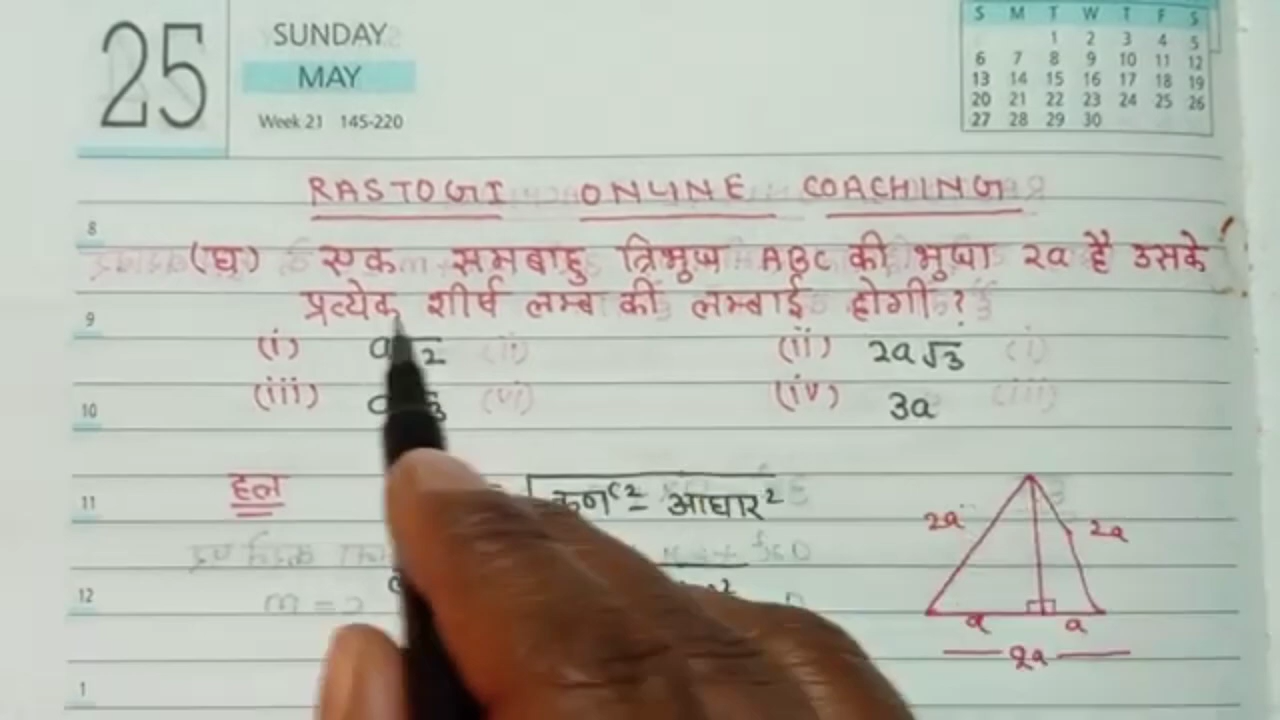 25
SUNDAY
MAY
Week 21 145-220
S M T W T F S
1 2 3 4 5
6 7 8 9 10 11 12
13 14 15 16 17 18 19
20 21 22 23 24 25 26
27 28 29 30
RASTOGI ONLINE COACHING
8
(घ) एक समबाहु त्रिभुज ABC की भुजा 2a है उसके
प्रत्येक शीर्ष लम्ब की लम्बाई होगी?
9
(i) (ii) 2a√3
(iii) (iv) 3a
10
11
हल = √कर्ण² - आधार²
12
2a 2a
a a
2a
1